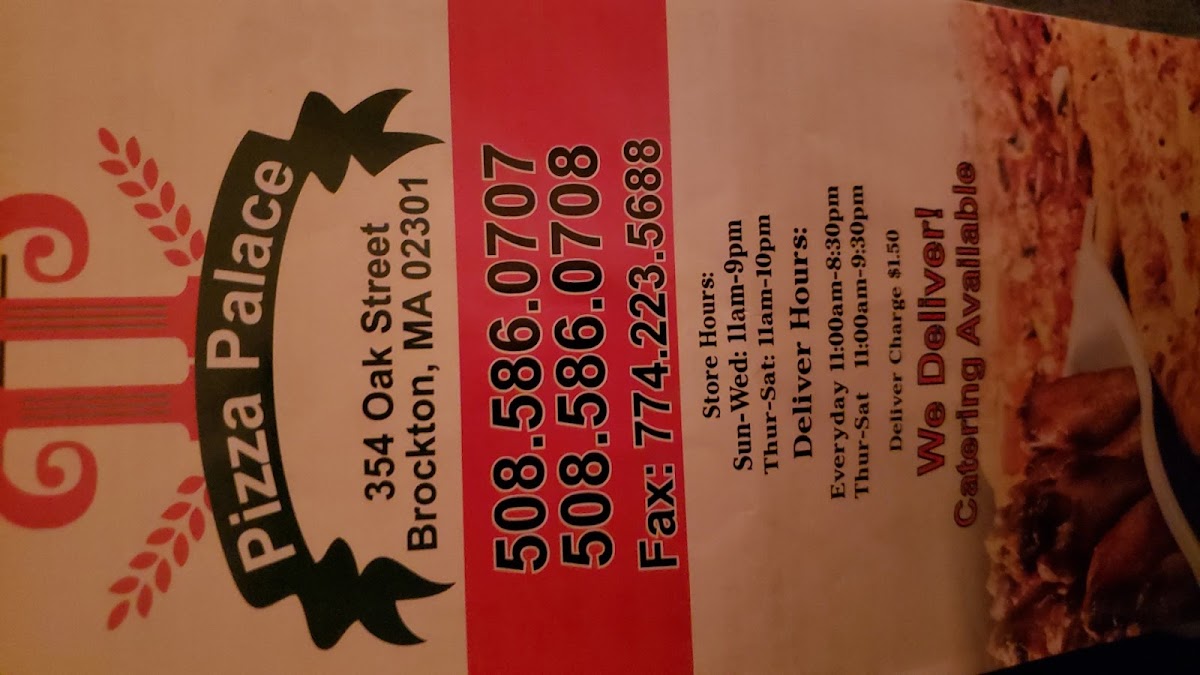 Pizza Palace
354 Oak Street
Brockton, MA 02301
508.586.0707
508.586.0708
Fax: 774.223.5688
Store Hours:
Sun-Wed: 11am-9pm
Thur-Sat: 11am-10pm
Deliver Hours:
Everyday 11:00am-8:30pm
Thur-Sat 11:00am-9:30pm
Deliver Charge $1.50
We Deliver!
Catering Available